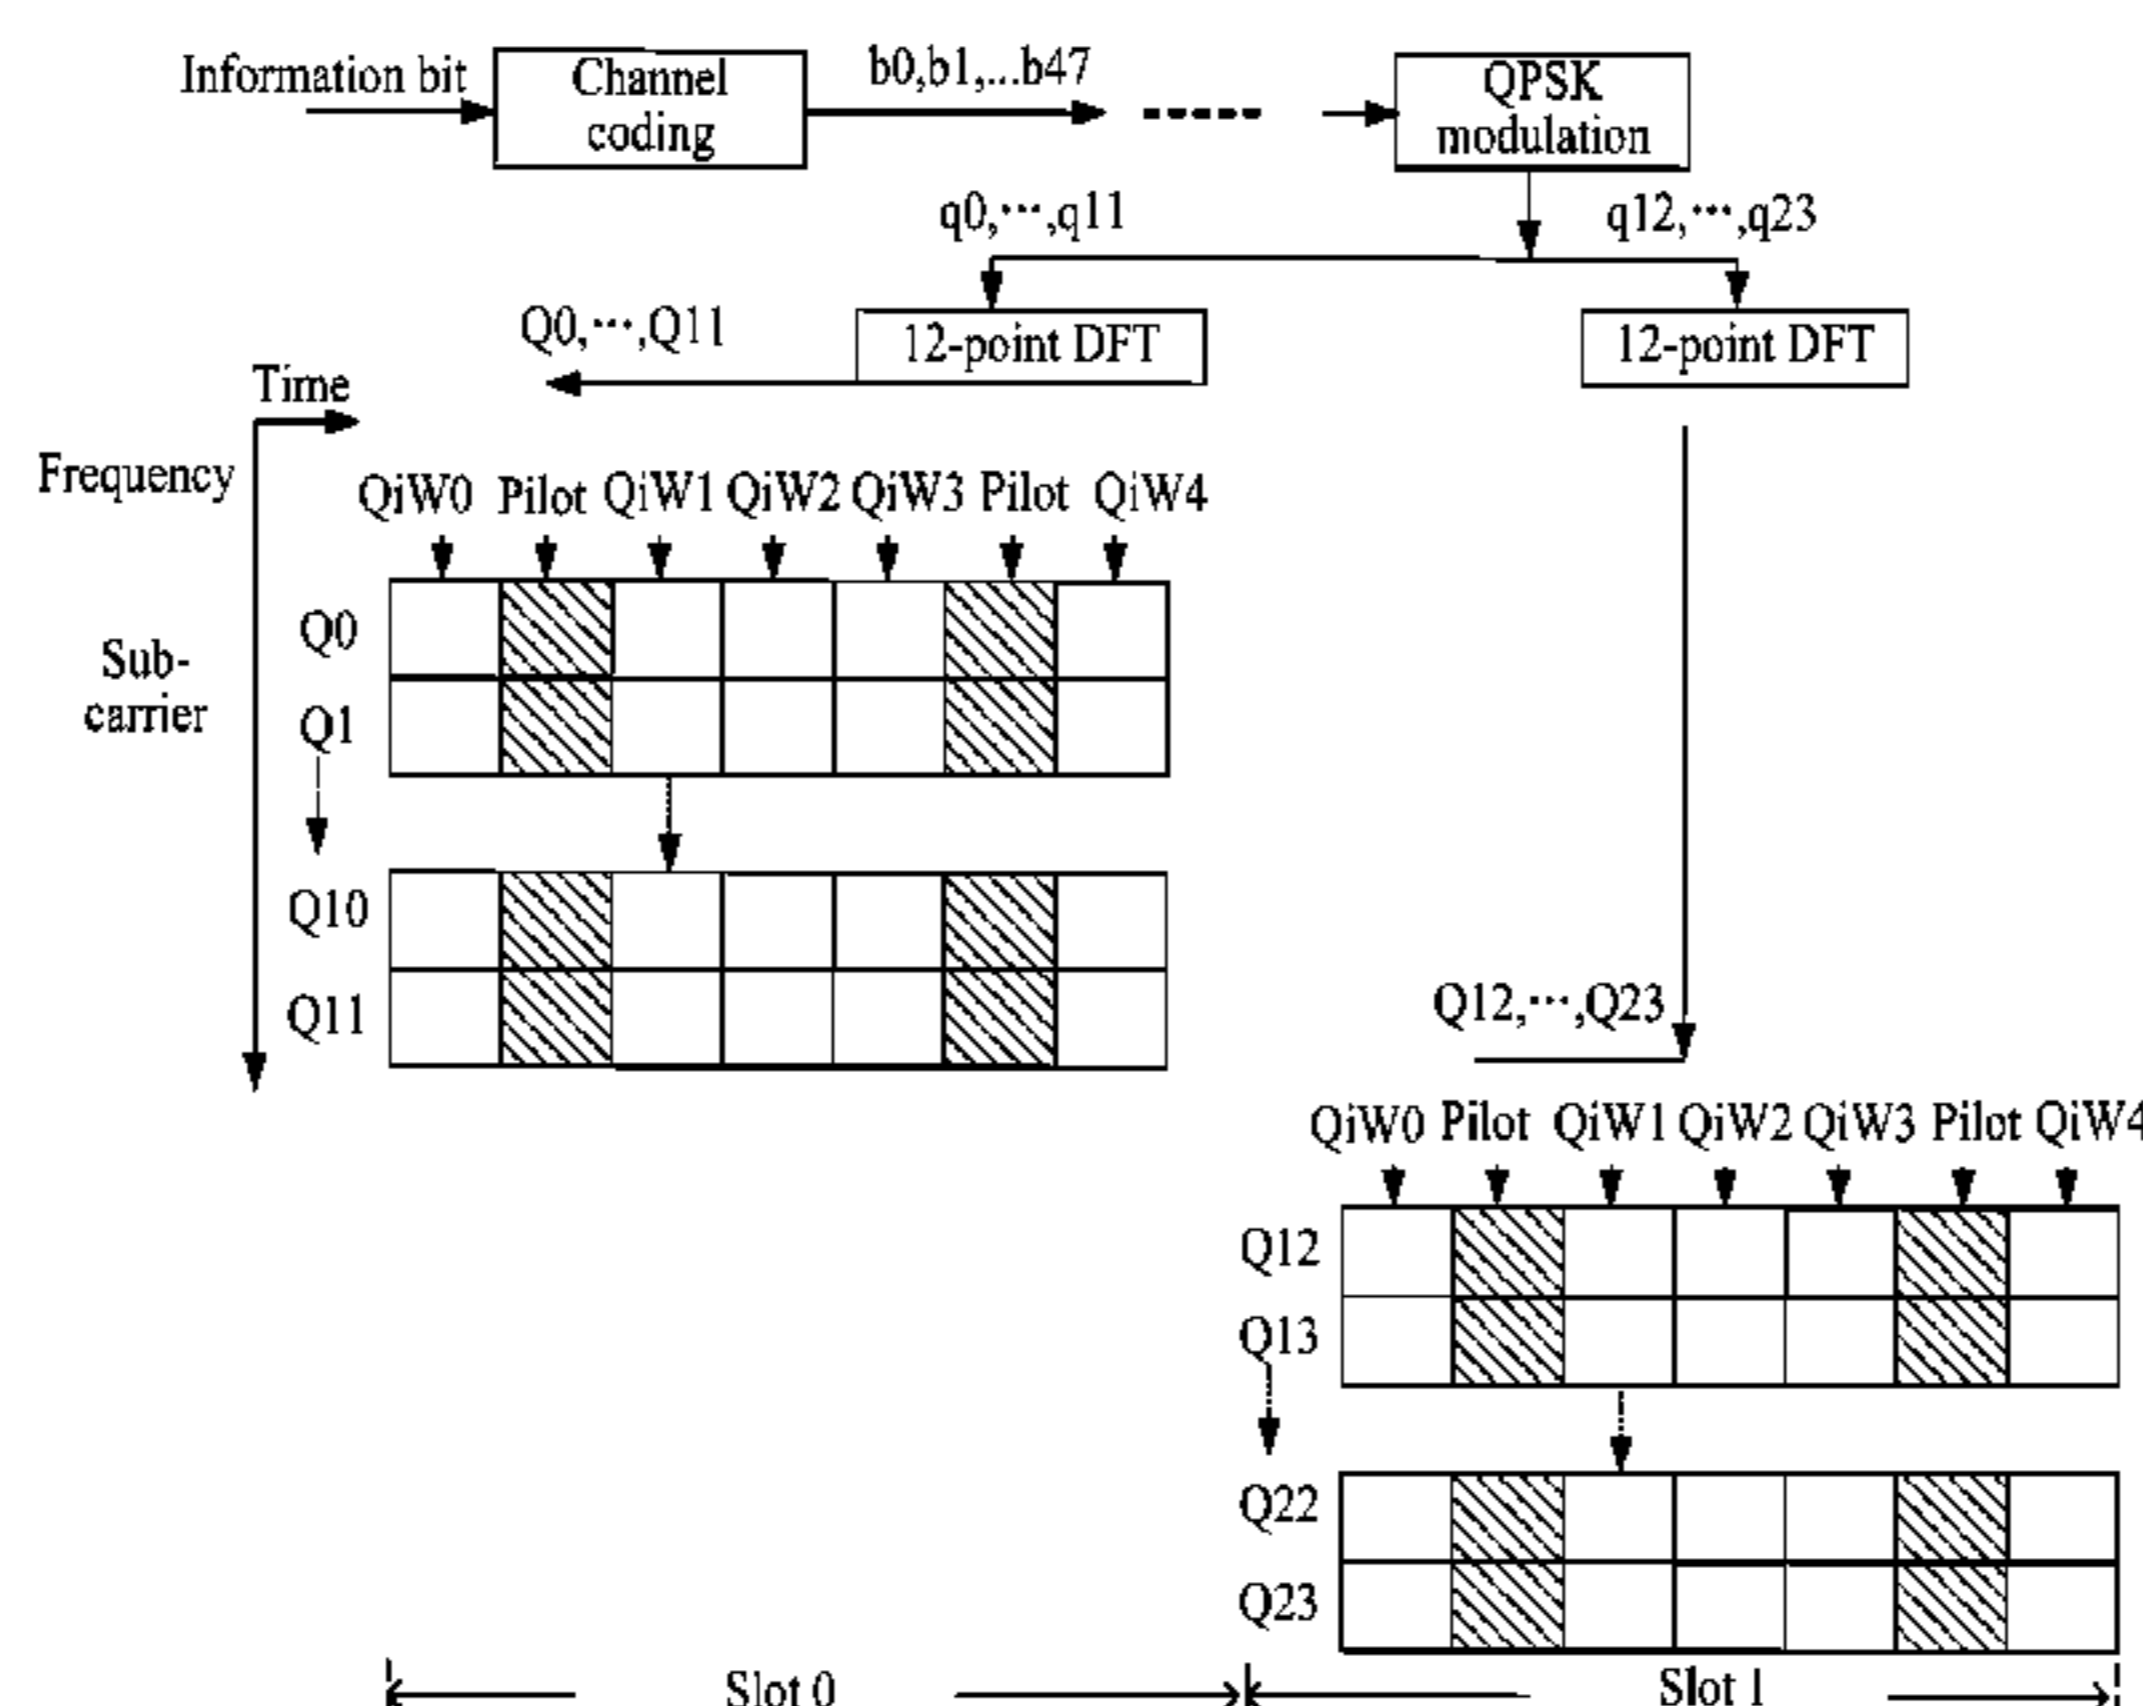 Information bit
Channel
coding
b0,b1,...b47
QPSK
modulation
q0,···,q11
q12,···,q23
Q0,···,Q11
12-point DFT
12-point DFT
Time
Frequency
QiW0 Pilot QiW1 QiW2 QiW3 Pilot QiW4
Sub-
carrier
Q0
Q1
Q10
Q11
Q12,···,Q23
QiW0 Pilot QiW1 QiW2 QiW3 Pilot QiW4
Q12
Q13
Q22
Q23
Slot 0
Slot 1